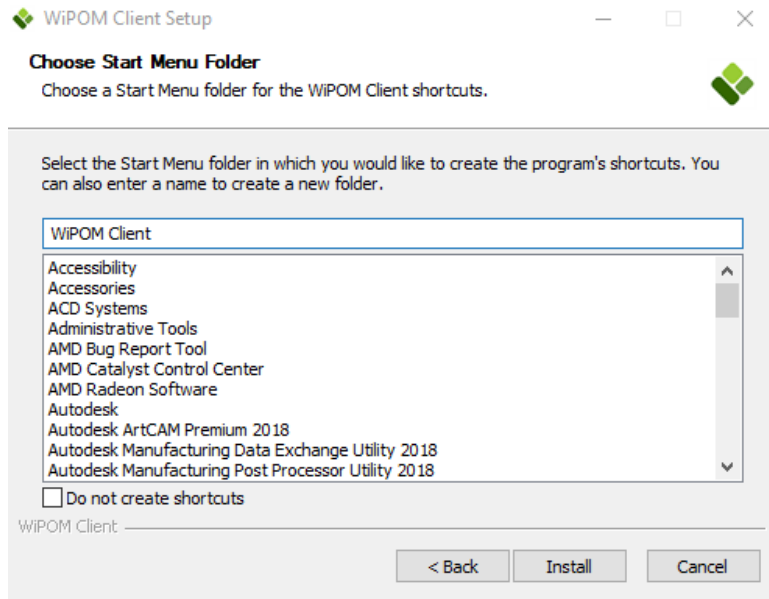 WiPOM Client Setup
Choose Start Menu Folder
Choose a Start Menu folder for the WiPOM Client shortcuts.
Select the Start Menu folder in which you would like to create the program's shortcuts. You
can also enter a name to create a new folder.
WiPOM Client
Accessibility
Accessories
ACD Systems
Administrative Tools
AMD Bug Report Tool
AMD Catalyst Control Center
AMD Radeon Software
Autodesk
Autodesk ArtCAM Premium 2018
Autodesk Manufacturing Data Exchange Utility 2018
Autodesk Manufacturing Post Processor Utility 2018
Do not create shortcuts
WiPOM Client
< Back Install Cancel